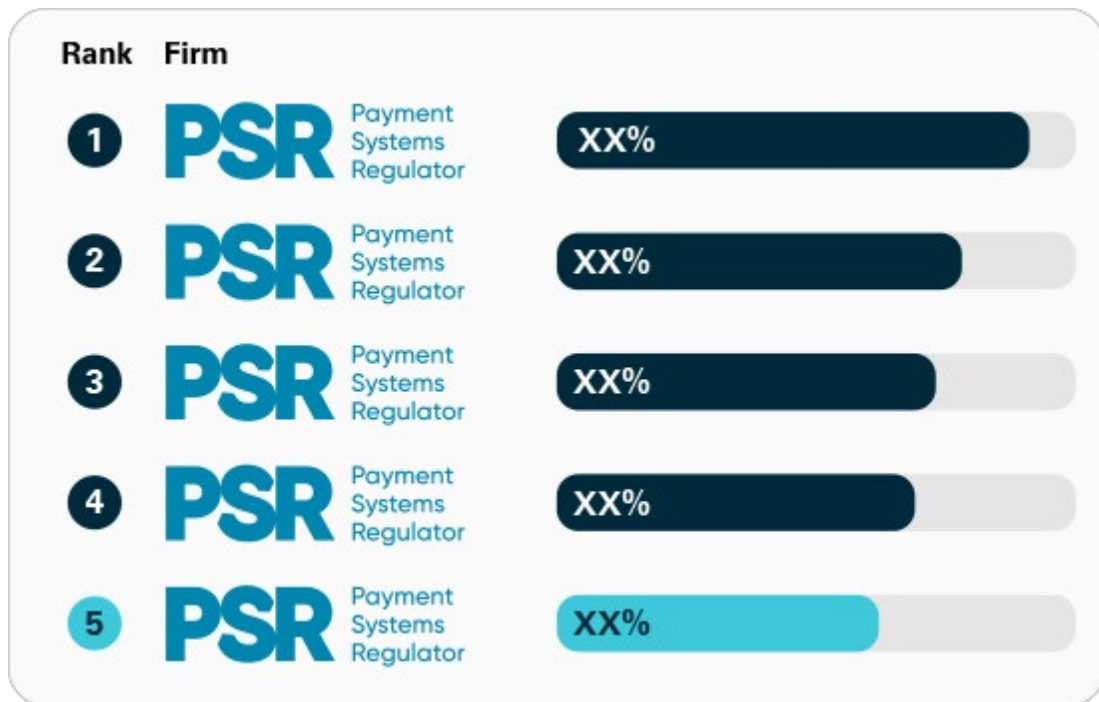 Rank Firm
1 PSR Payment Systems Regulator XX%
2 PSR Payment Systems Regulator XX%
3 PSR Payment Systems Regulator XX%
4 PSR Payment Systems Regulator XX%
5 PSR Payment Systems Regulator XX%